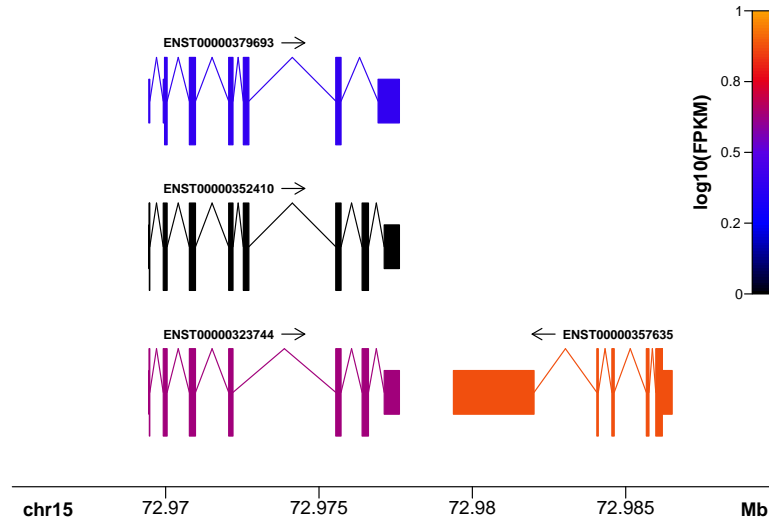 ENST00000379693
ENST00000352410
ENST00000323744
ENST00000357635
1
0.8
0.5
0.2
0
log10(FPKM)
chr15
72.97
72.975
72.98
72.985
Mb